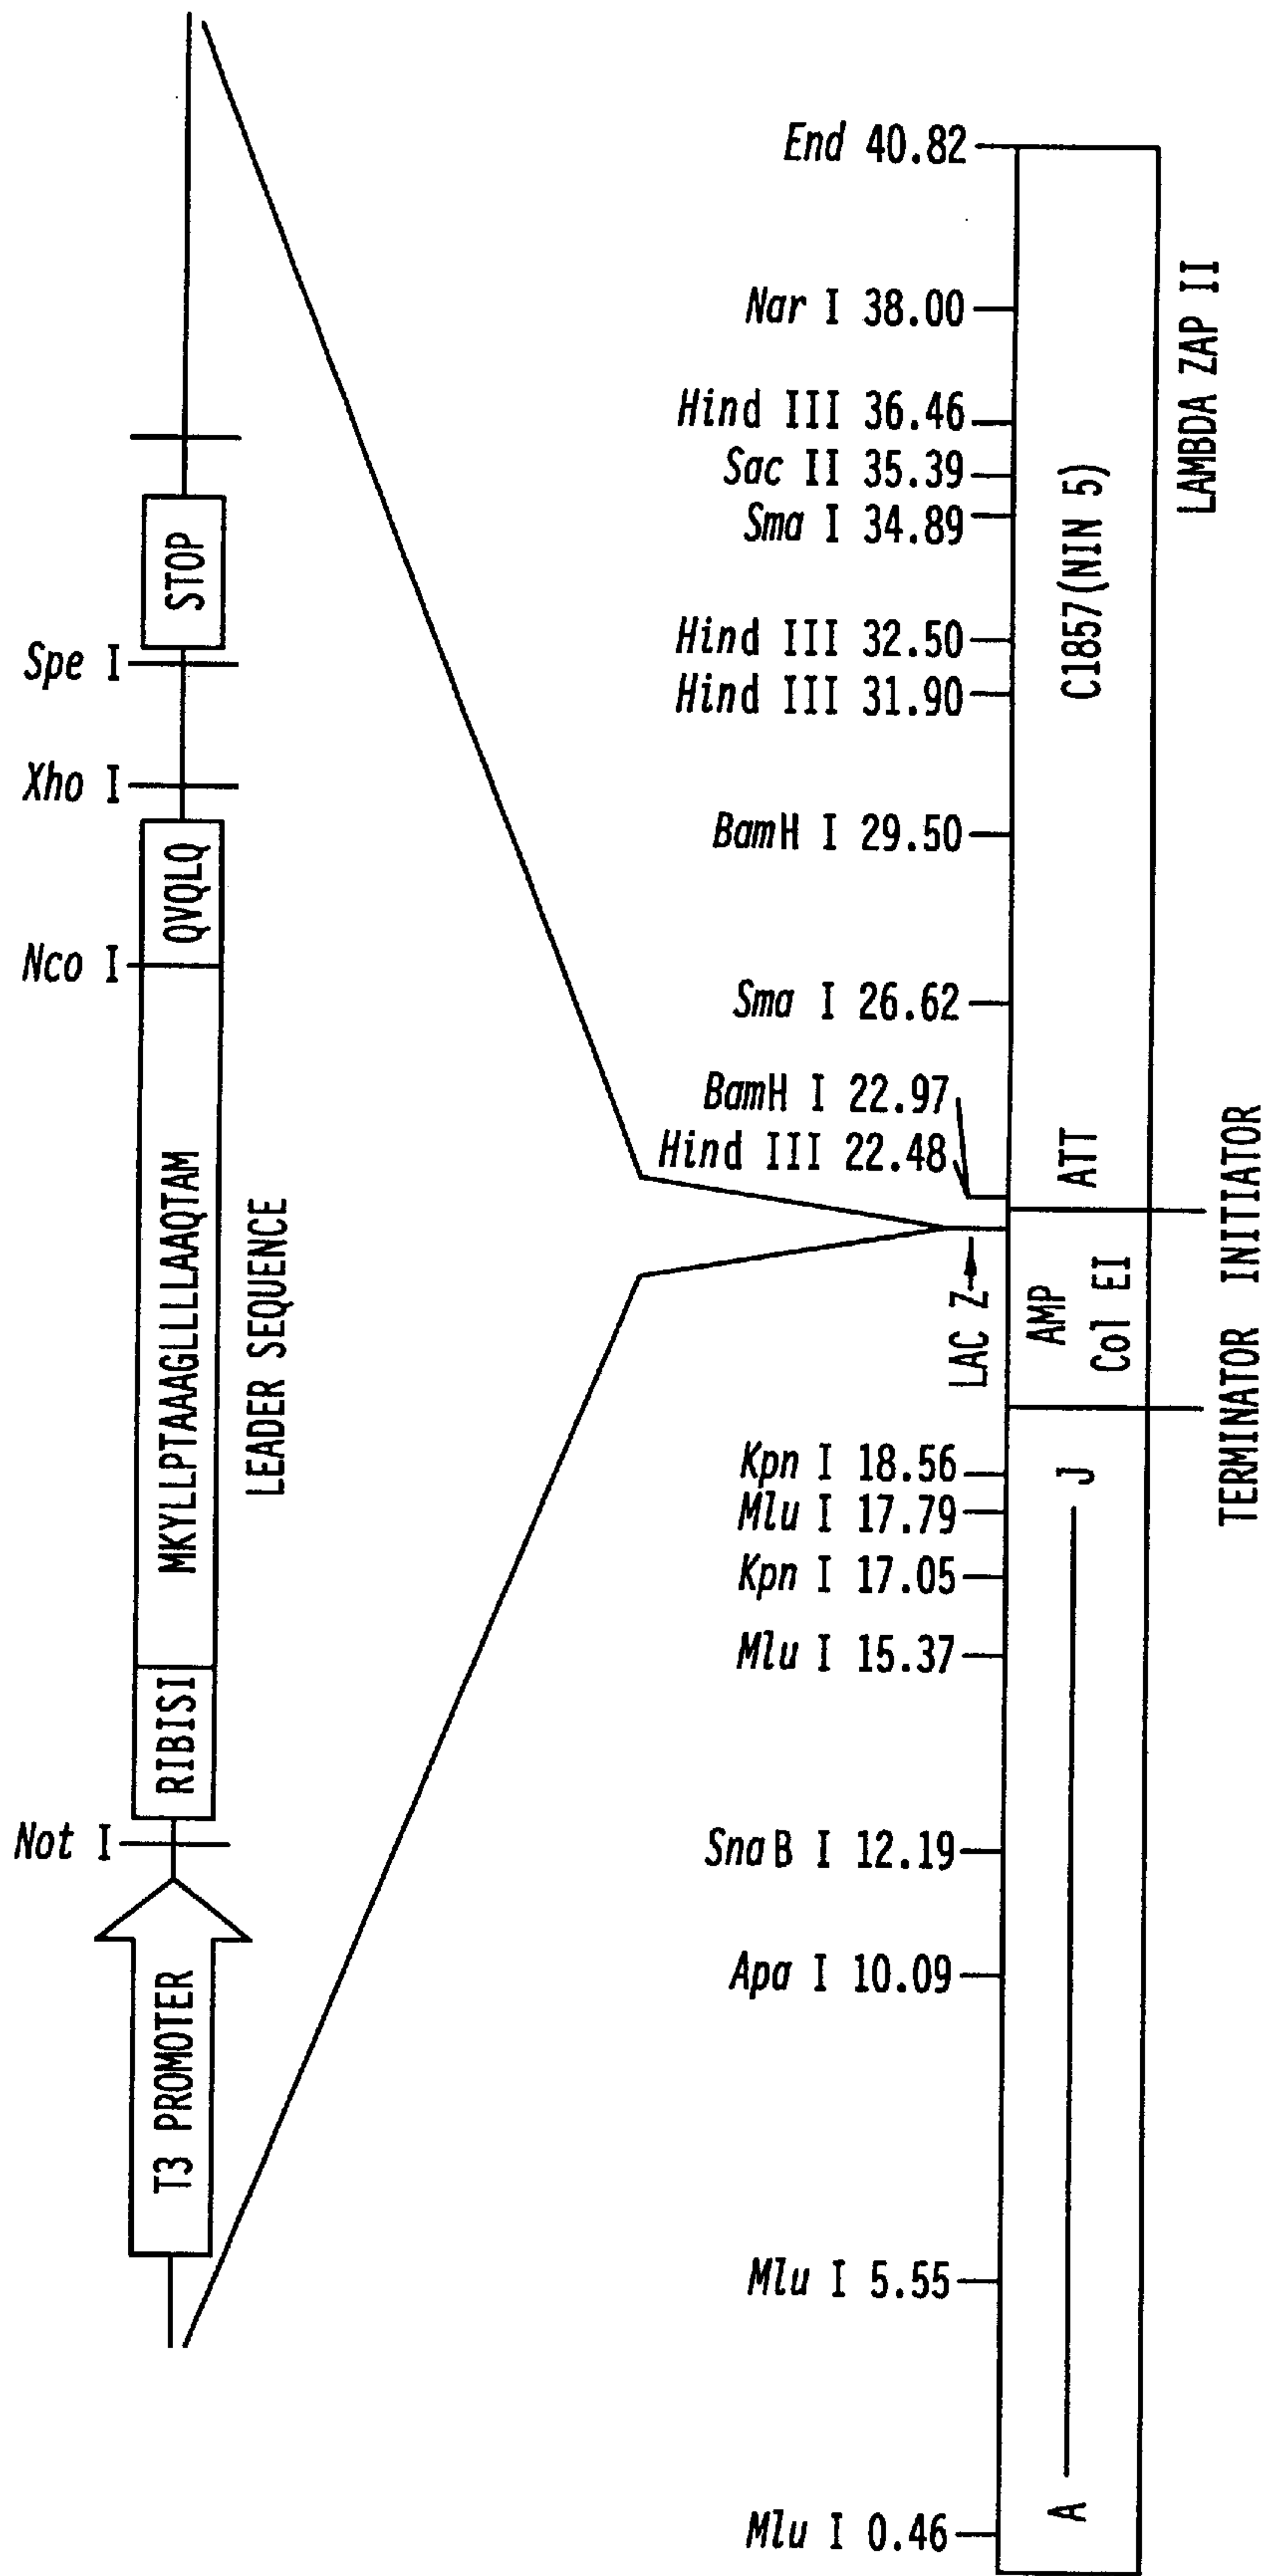 Not I
Nco I
Xho I
Spe I
T3 PROMOTER
RIBISI
MKYLLPTAAAGLLLLAAQTAM
QVQLQ
STOP
LEADER SEQUENCE
Mlu I 0.46
Mlu I 5.55
Apa I 10.09
SnaB I 12.19
Mlu I 15.37
Kpn I 17.05
Mlu I 17.79
Kpn I 18.56
LAC Z
Hind III 22.48
BamH I 22.97
Sma I 26.62
BamH I 29.50
Hind III 31.90
Hind III 32.50
Sma I 34.89
Sac II 35.39
Hind III 36.46
Nar I 38.00
End 40.82
A
J
AMP
Col EI
ATT
C1857(NIN 5)
TERMINATOR
INITIATOR
LAMBDA ZAP II